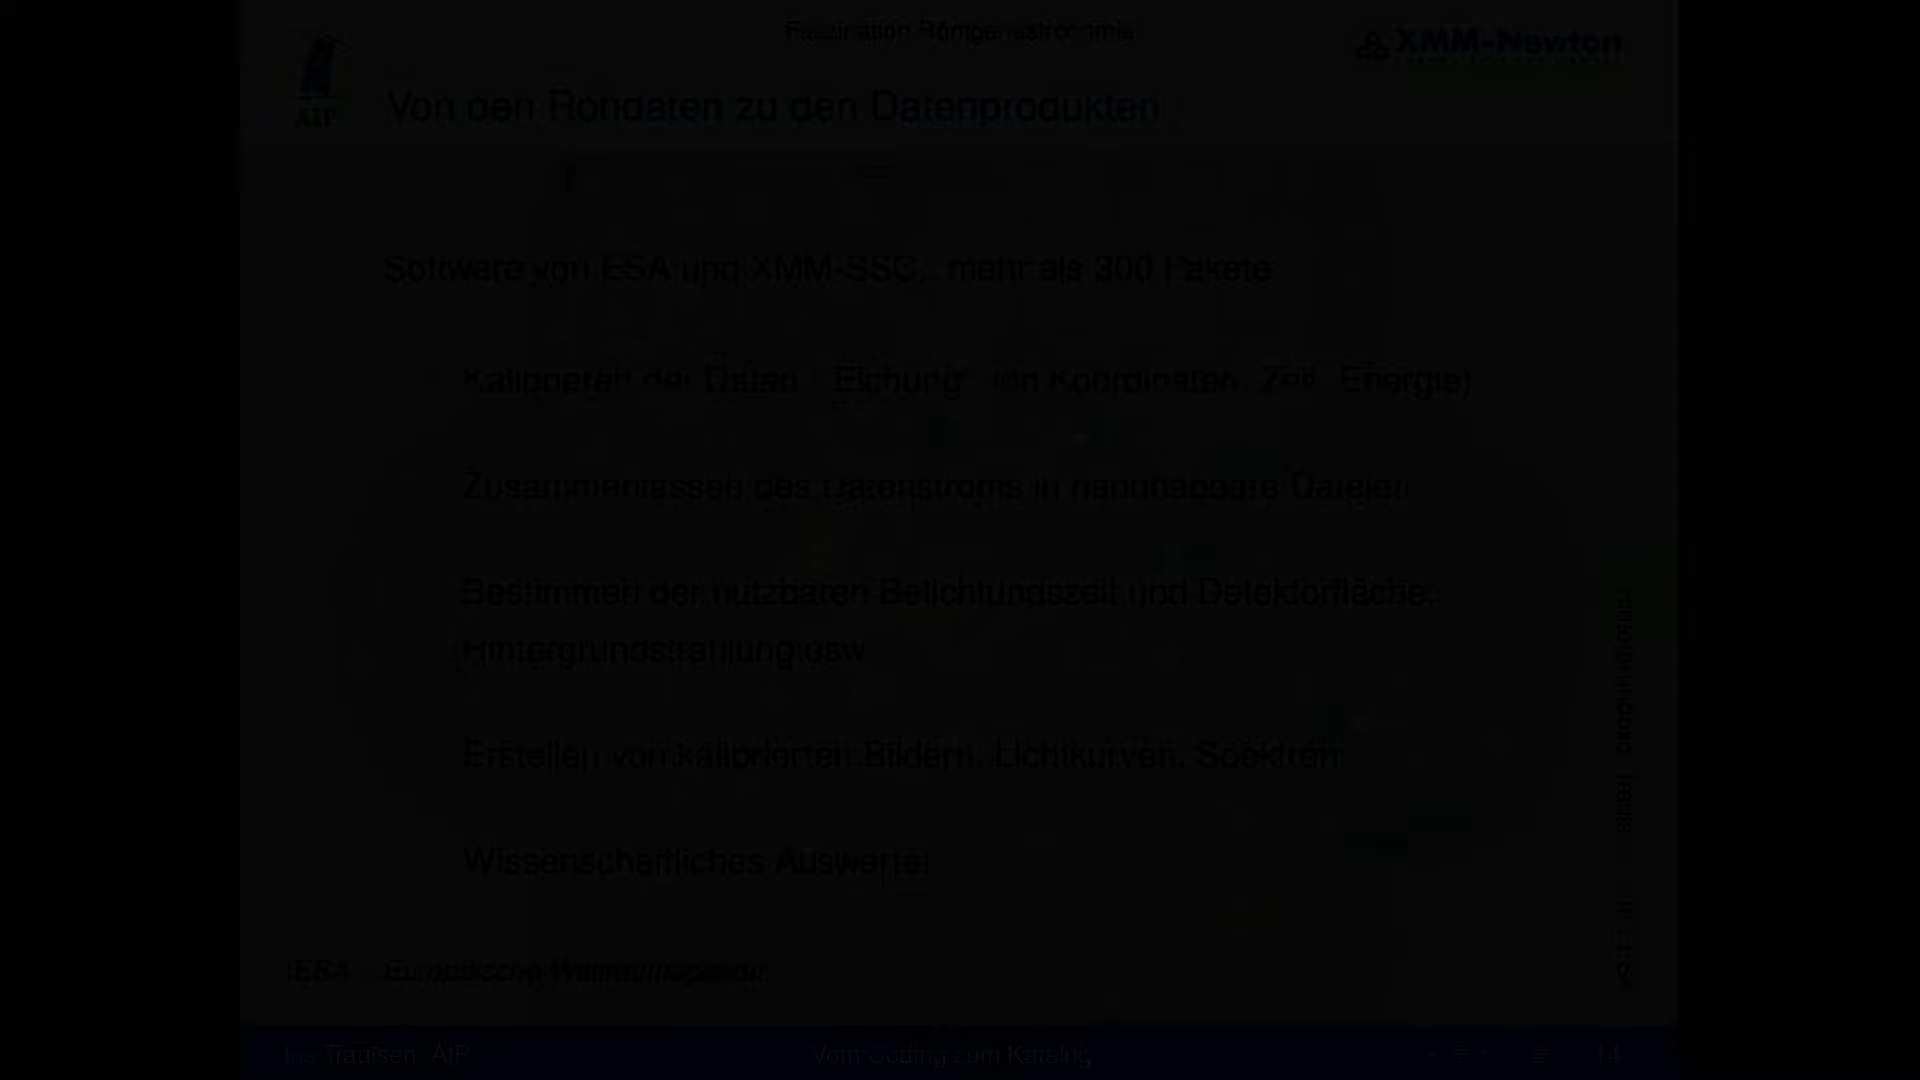 Faszination Röntgenastronomie
XMM-Newton
AIP
Von den Rohdaten zu den Datenprodukten
Software von ESA und XMM-SSC: mehr als 300 Pakete
Kalibrieren der Daten („Eichung“ von Koordinaten, Zeit, Energie)
Zusammenfassen des Datenstroms in handhabbare Dateien
Bestimmen der nutzbaren Belichtungszeit und Detektorfläche,
Hintergrundstrahlung usw.
Erstellen von kalibrierten Bildern, Lichtkurven, Spektren
Wissenschaftliches Auswerten
ESA Europäische Weltraumagentur
Traulsen, AIP
Vom Coding zum Katalog
14